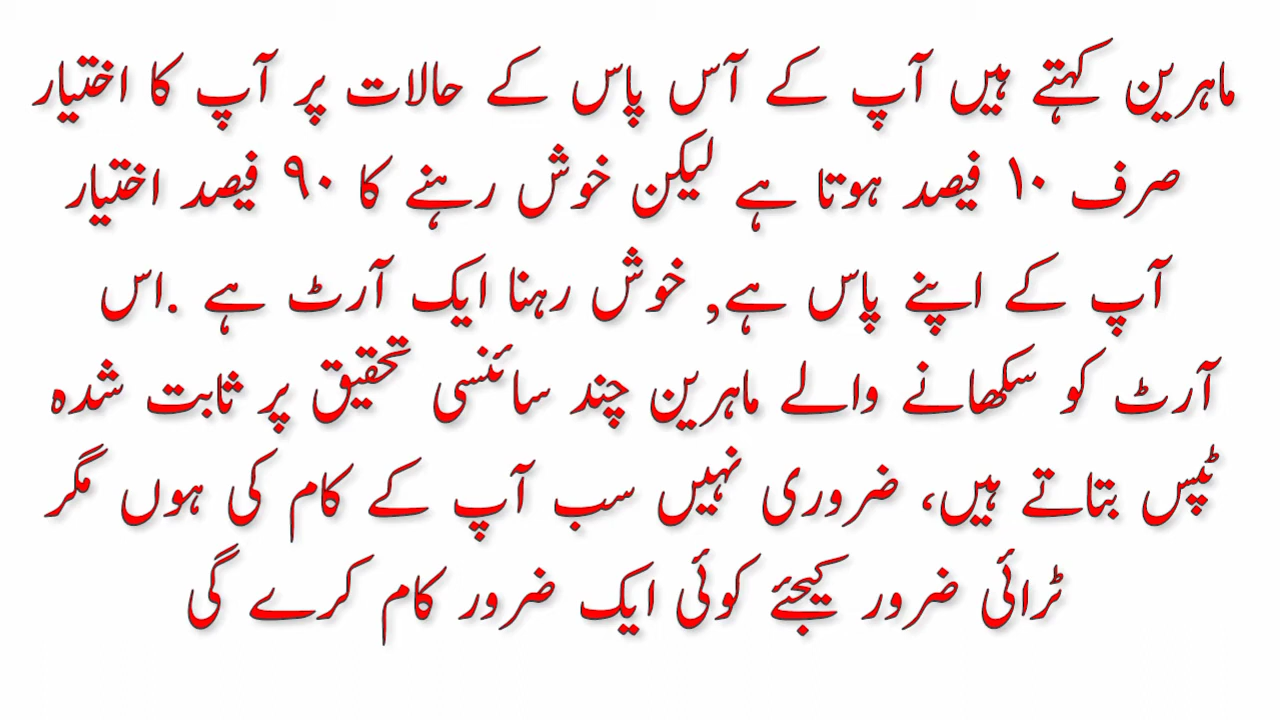 ماہرین کہتے ہیں آپ کے آس پاس کے حالات پر آپ کا اختیار
صرف ۱۰ فیصد ہوتا ہے لیکن خوش رہنے کا ۹۰ فیصد اختیار
آپ کے اپنے پاس ہے, خوش رہنا ایک آرٹ ہے .اس
آرٹ کو سکھانے والے ماہرین چند سائنسی تحقیق پر ثابت شدہ
ٹپس بتاتے ہیں، ضروری نہیں سب آپ کے کام کی ہوں مگر
ٹرائی ضرور کیجئے کوئی ایک ضرور کام کرے گی